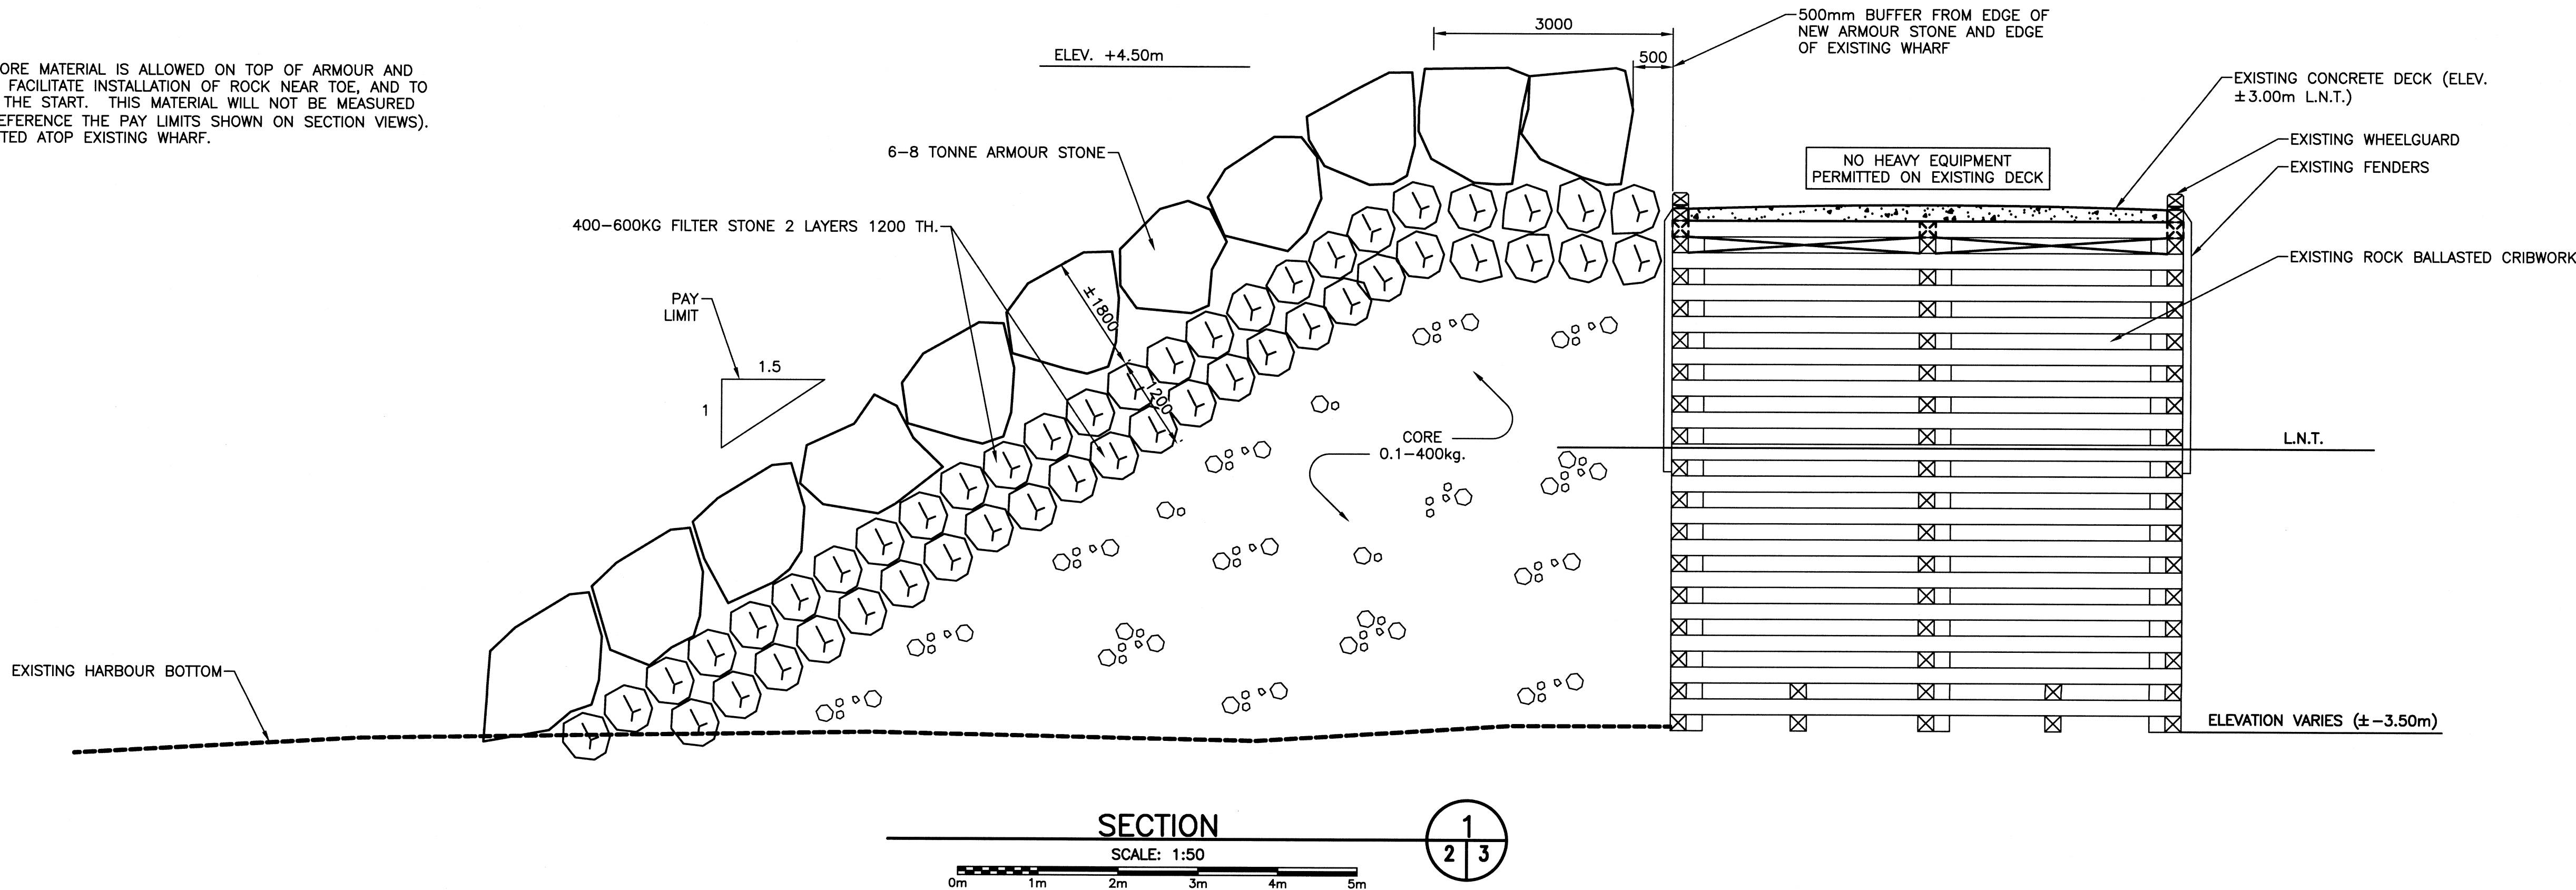 ORE MATERIAL IS ALLOWED ON TOP OF ARMOUR AND
FACILITATE INSTALLATION OF ROCK NEAR TOE, AND TO
THE START. THIS MATERIAL WILL NOT BE MEASURED
EFERENCE THE PAY LIMITS SHOWN ON SECTION VIEWS).
TED ATOP EXISTING WHARF.
ELEV. +4.50m
3000
500
500mm BUFFER FROM EDGE OF
NEW ARMOUR STONE AND EDGE
OF EXISTING WHARF
EXISTING CONCRETE DECK (ELEV.
±3.00m L.N.T.)
EXISTING WHEELGUARD
EXISTING FENDERS
NO HEAVY EQUIPMENT
PERMITTED ON EXISTING DECK
EXISTING ROCK BALLASTED CRIBWORK
6-8 TONNE ARMOUR STONE
400-600KG FILTER STONE 2 LAYERS 1200 TH.
PAY
LIMIT
1.5
1
±1800
1200
CORE
0.1-400kg.
L.N.T.
EXISTING HARBOUR BOTTOM
ELEVATION VARIES (±-3.50m)
SECTION
1
2 3
SCALE: 1:50
0m 1m 2m 3m 4m 5m